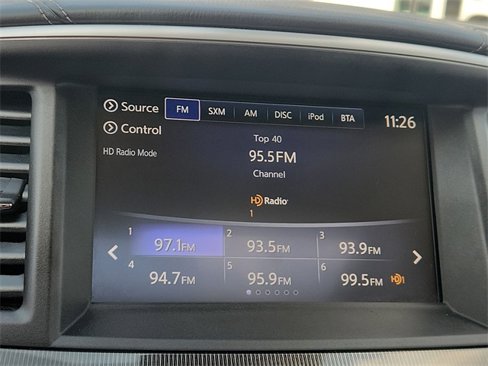 Source FM SXM AM DISC iPod BTA 11:26
Control
Top 40
HD Radio Mode 95.5FM
Channel
HD Radio
1
1 2 3
97.1FM 93.5FM 93.9FM
4 5 6
94.7FM 95.9FM 99.5FM HD1